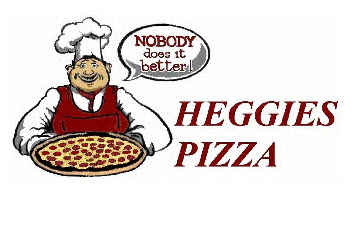 NOBODY
does it
better!
HEGGIES
PIZZA